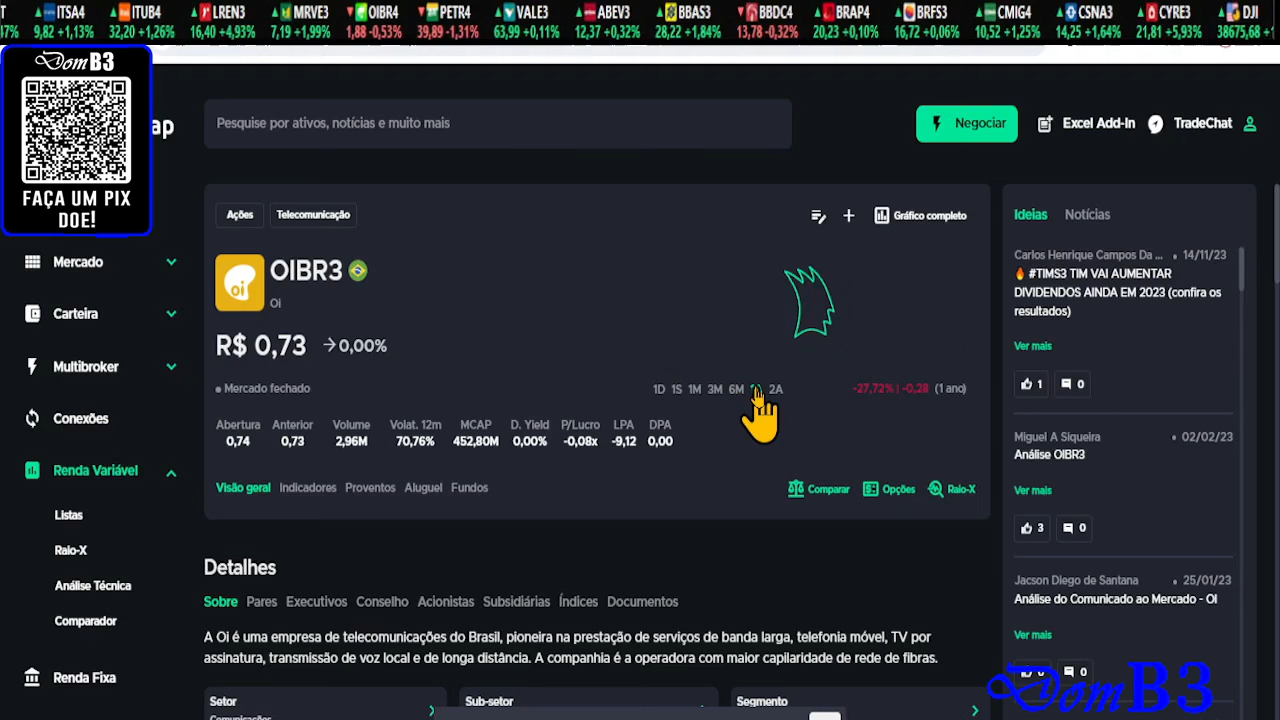 ITSA4 ITUB4 LREN3 MRVE3 OIBR4 PETR4 VALE3 ABEV3 BBAS3 BBDC4 BRAP4 BRFS3 CMIG4 CSNA3 CYRE3 DJI
47% 9,82 +1,13% 32,20 +1,26% 16,40 +4,93% 7,19 +1,99% 1,88 -0,53% 39,89 -1,31% 63,99 +0,11% 12,37 +0,32% 28,22 +1,84% 13,78 -0,32% 20,23 +0,10% 16,72 +0,06% 10,52 +1,25% 14,25 +1,64% 21,81 +5,93% 38675,68
Dom B3
FAÇA UM PIX
DOE!
ap
Pesquise por ativos, notícias e muito mais
Negociar
Excel Add-In
TradeChat
Mercado
Carteira
Multibroker
Conexões
Renda Variável
Listas
Raio-X
Análise Técnica
Comparador
Renda Fixa
Ações Telecomunicação
Gráfico completo
oi
OIBR3
Oi
R$ 0,73 →0,00%
Mercado fechado
1D 1S 1M 3M 6M 2A
-27,72% | -0,28 (1 ano)
Abertura Anterior Volume Volat. 12m MCAP D. Yield P/Lucro LPA DPA
0,74 0,73 2,96M 70,76% 452,80M 0,00% -0,08x -9,12 0,00
Visão geral Indicadores Proventos Aluguel Fundos
Comparar Opções Raio-X
Detalhes
Sobre Pares Executivos Conselho Acionistas Subsidiárias Índices Documentos
A Oi é uma empresa de telecomunicações do Brasil, pioneira na prestação de serviços de banda larga, telefonia móvel, TV por
assinatura, transmissão de voz local e de longa distância. A companhia é a operadora com maior capilaridade de rede de fibras.
Setor
Comunicações
Sub-setor
Segmento
Ideias Notícias
Carlos Henrique Campos Da ... • 14/11/23
🔥 #TIMS3 TIM VAI AUMENTAR
DIVIDENDOS AINDA EM 2023 (confira os
resultados)
Ver mais
1 0
Miguel A Siqueira • 02/02/23
Análise OIBR3
Ver mais
3 0
Jacson Diego de Santana • 25/01/23
Análise do Comunicado ao Mercado - OI
Ver mais
0 0
Dom B3